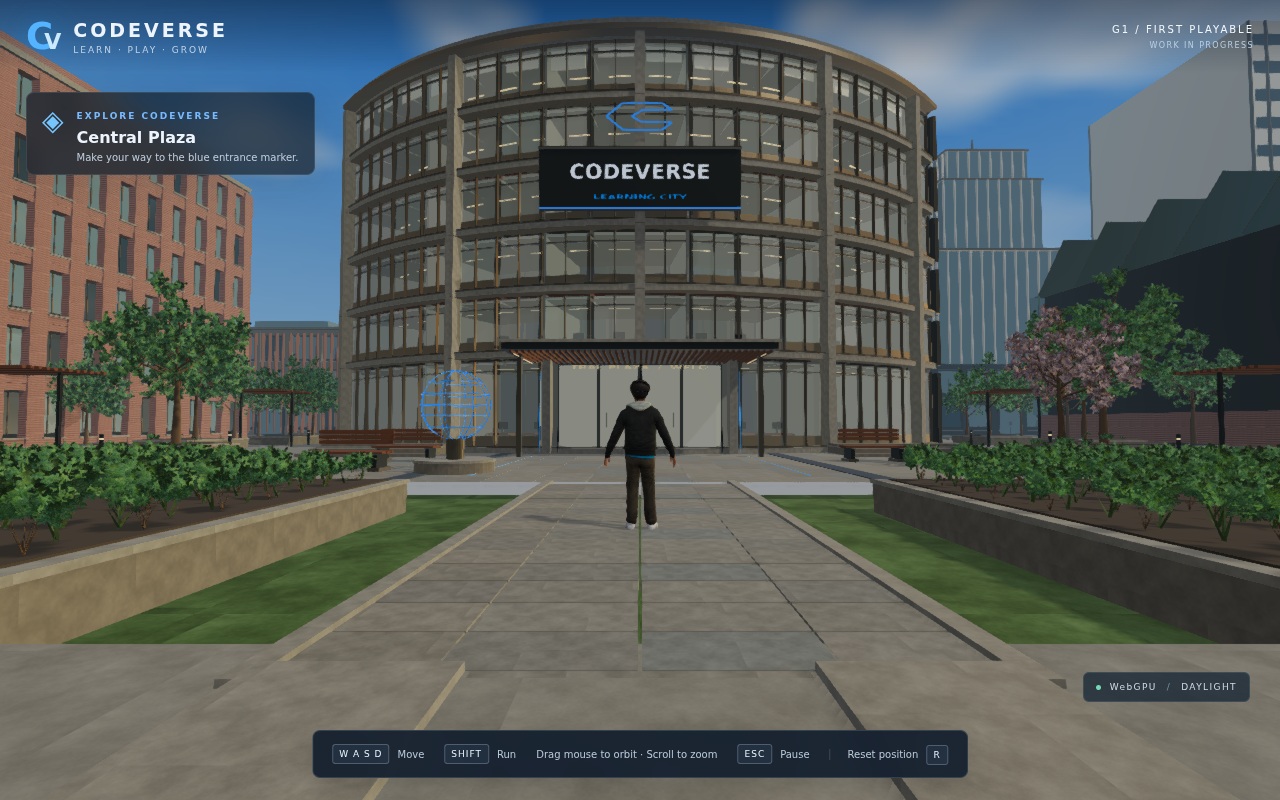 CV CODEVERSE
LEARN · PLAY · GROW
G1 / FIRST PLAYABLE
WORK IN PROGRESS
EXPLORE CODEVERSE
Central Plaza
Make your way to the blue entrance marker.
CODEVERSE
LEARNING CITY
WebGPU / DAYLIGHT
W A S D Move SHIFT Run Drag mouse to orbit · Scroll to zoom ESC Pause | Reset position R